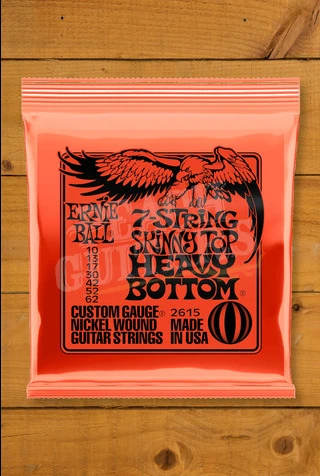 ERNIE
BALL
7-STRING
SKINNY TOP
HEAVY
BOTTOM®
10
13
17
30
42
52
62
CUSTOM GAUGE®
NICKEL WOUND
GUITAR STRINGS
2615
MADE
IN USA